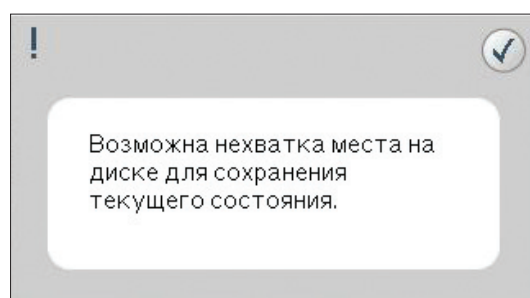 !
Возможна нехватка места на
диске для сохранения
текущего состояния.